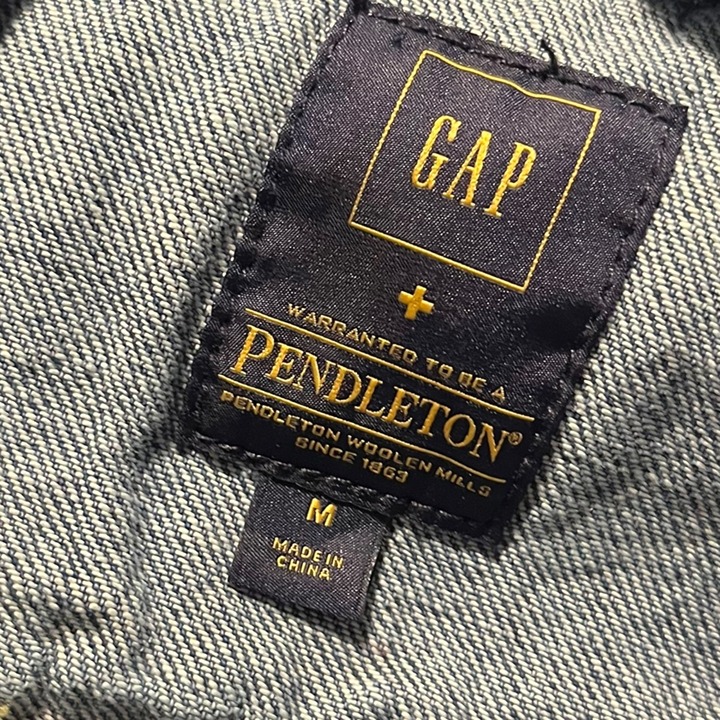 GAP
+
WARRANTED TO BE A
PENDLETON®
PENDLETON WOOLEN MILLS
SINCE 1863
M
MADE IN
CHINA